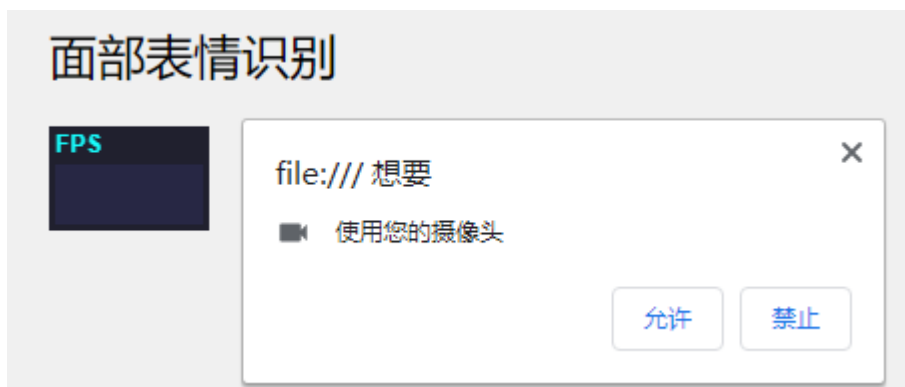 面部表情识别
FPS
file:/// 想要
使用您的摄像头
允许
禁止